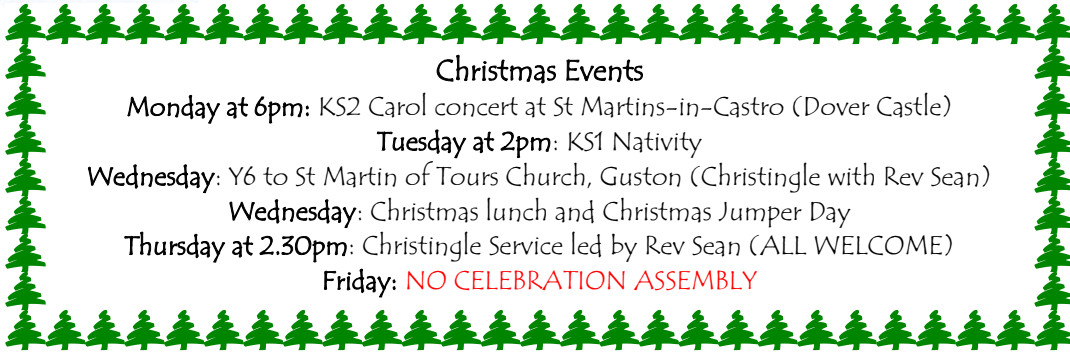 Christmas Events
Monday at 6pm: KS2 Carol concert at St Martins-in-Castro (Dover Castle)
Tuesday at 2pm: KS1 Nativity
Wednesday: Y6 to St Martin of Tours Church, Guston (Christingle with Rev Sean)
Wednesday: Christmas lunch and Christmas Jumper Day
Thursday at 2.30pm: Christingle Service led by Rev Sean (ALL WELCOME)
Friday: NO CELEBRATION ASSEMBLY